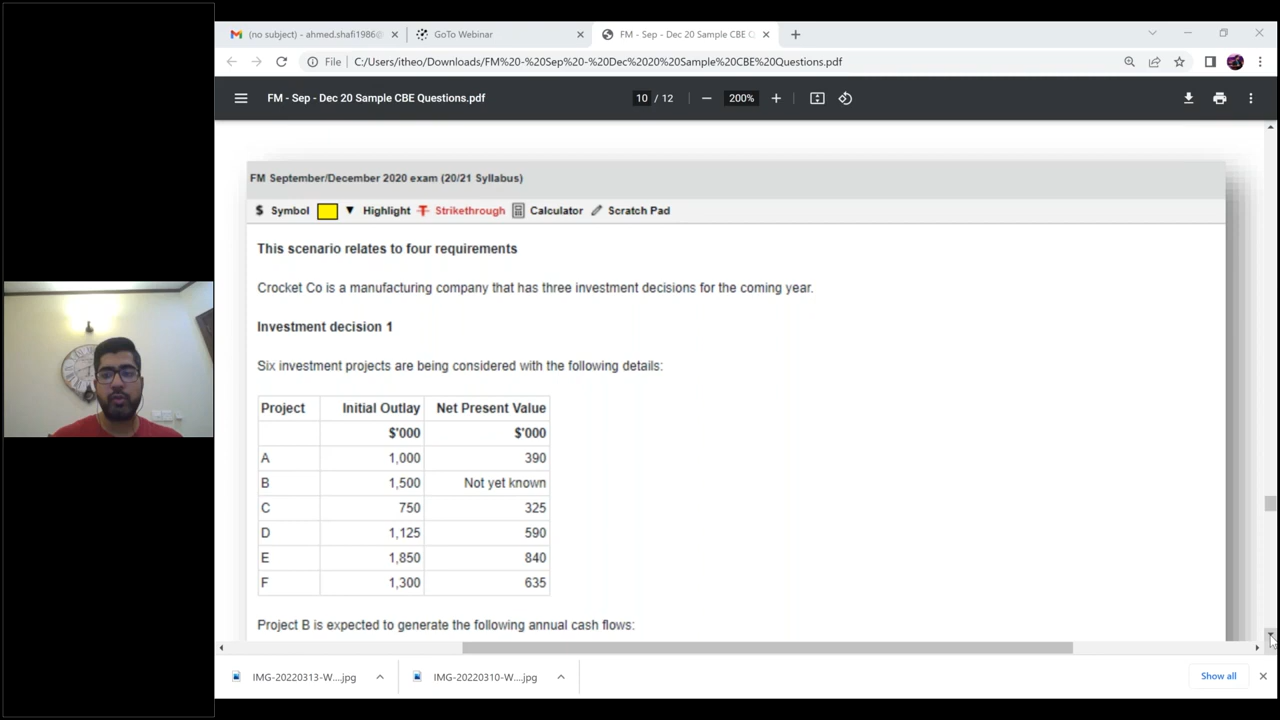 (no subject) - ahmed.shafi1986@
GoTo Webinar
FM - Sep - Dec 20 Sample CBE Q
File
C:/Users/itheo/Downloads/FM%20-%20Sep%20-%20Dec%2020%20Sample%20CBE%20Questions.pdf
FM - Sep - Dec 20 Sample CBE Questions.pdf
10 / 12
200%
FM September/December 2020 exam (20/21 Syllabus)
$ Symbol Highlight Strikethrough Calculator Scratch Pad
This scenario relates to four requirements
Crocket Co is a manufacturing company that has three investment decisions for the coming year.
Investment decision 1
Six investment projects are being considered with the following details:
Project Initial Outlay Net Present Value
$'000 $'000
A 1,000 390
B 1,500 Not yet known
C 750 325
D 1,125 590
E 1,850 840
F 1,300 635
Project B is expected to generate the following annual cash flows:
IMG-20220313-W....jpg
IMG-20220310-W....jpg
Show all